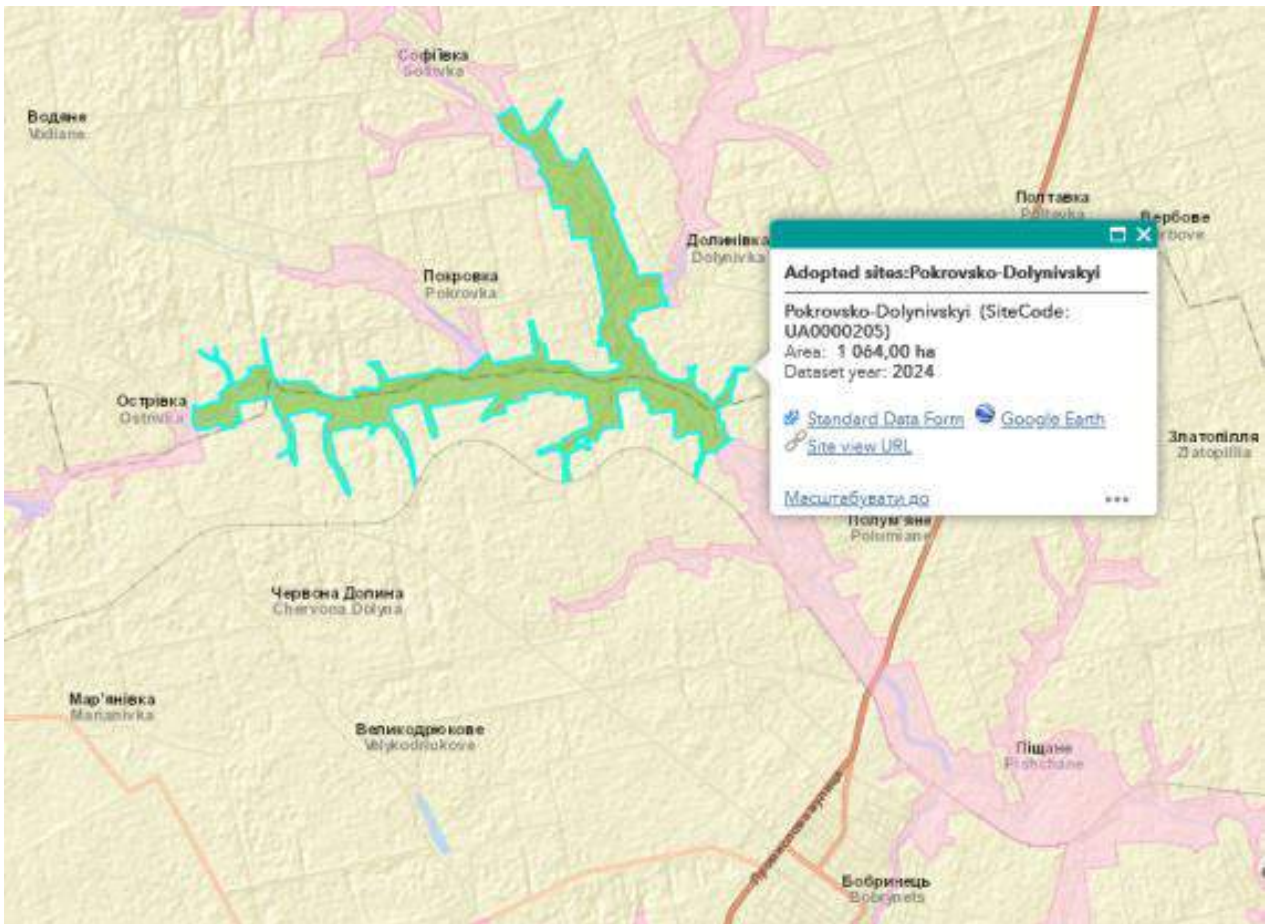 Софіївка
Sofiivka
Водяне
Vodiane
Полтавка
Poltavka
Вербове
rbove
Долинівка
Dolynivka
Покровка
Pokrovka
Adopted sites:Pokrovsko-Dolynivskyi
Pokrovsko-Dolynivskyi (SiteCode:
UA0000205)
Area: 1 064,00 ha
Dataset year: 2024
Острівка
Ostrivka
Standard Data Form Google Earth
Site view URL
Златопілля
Zlatopillia
Масштабувати до
Полум'яне
Polumiane
Червона Долина
Chervona Dolyna
Мар'янівка
Marianivka
Великодрюкове
Velykodriukove
Піщане
Pishchane
Промислова вулиця
Бобринець
Bobrynets